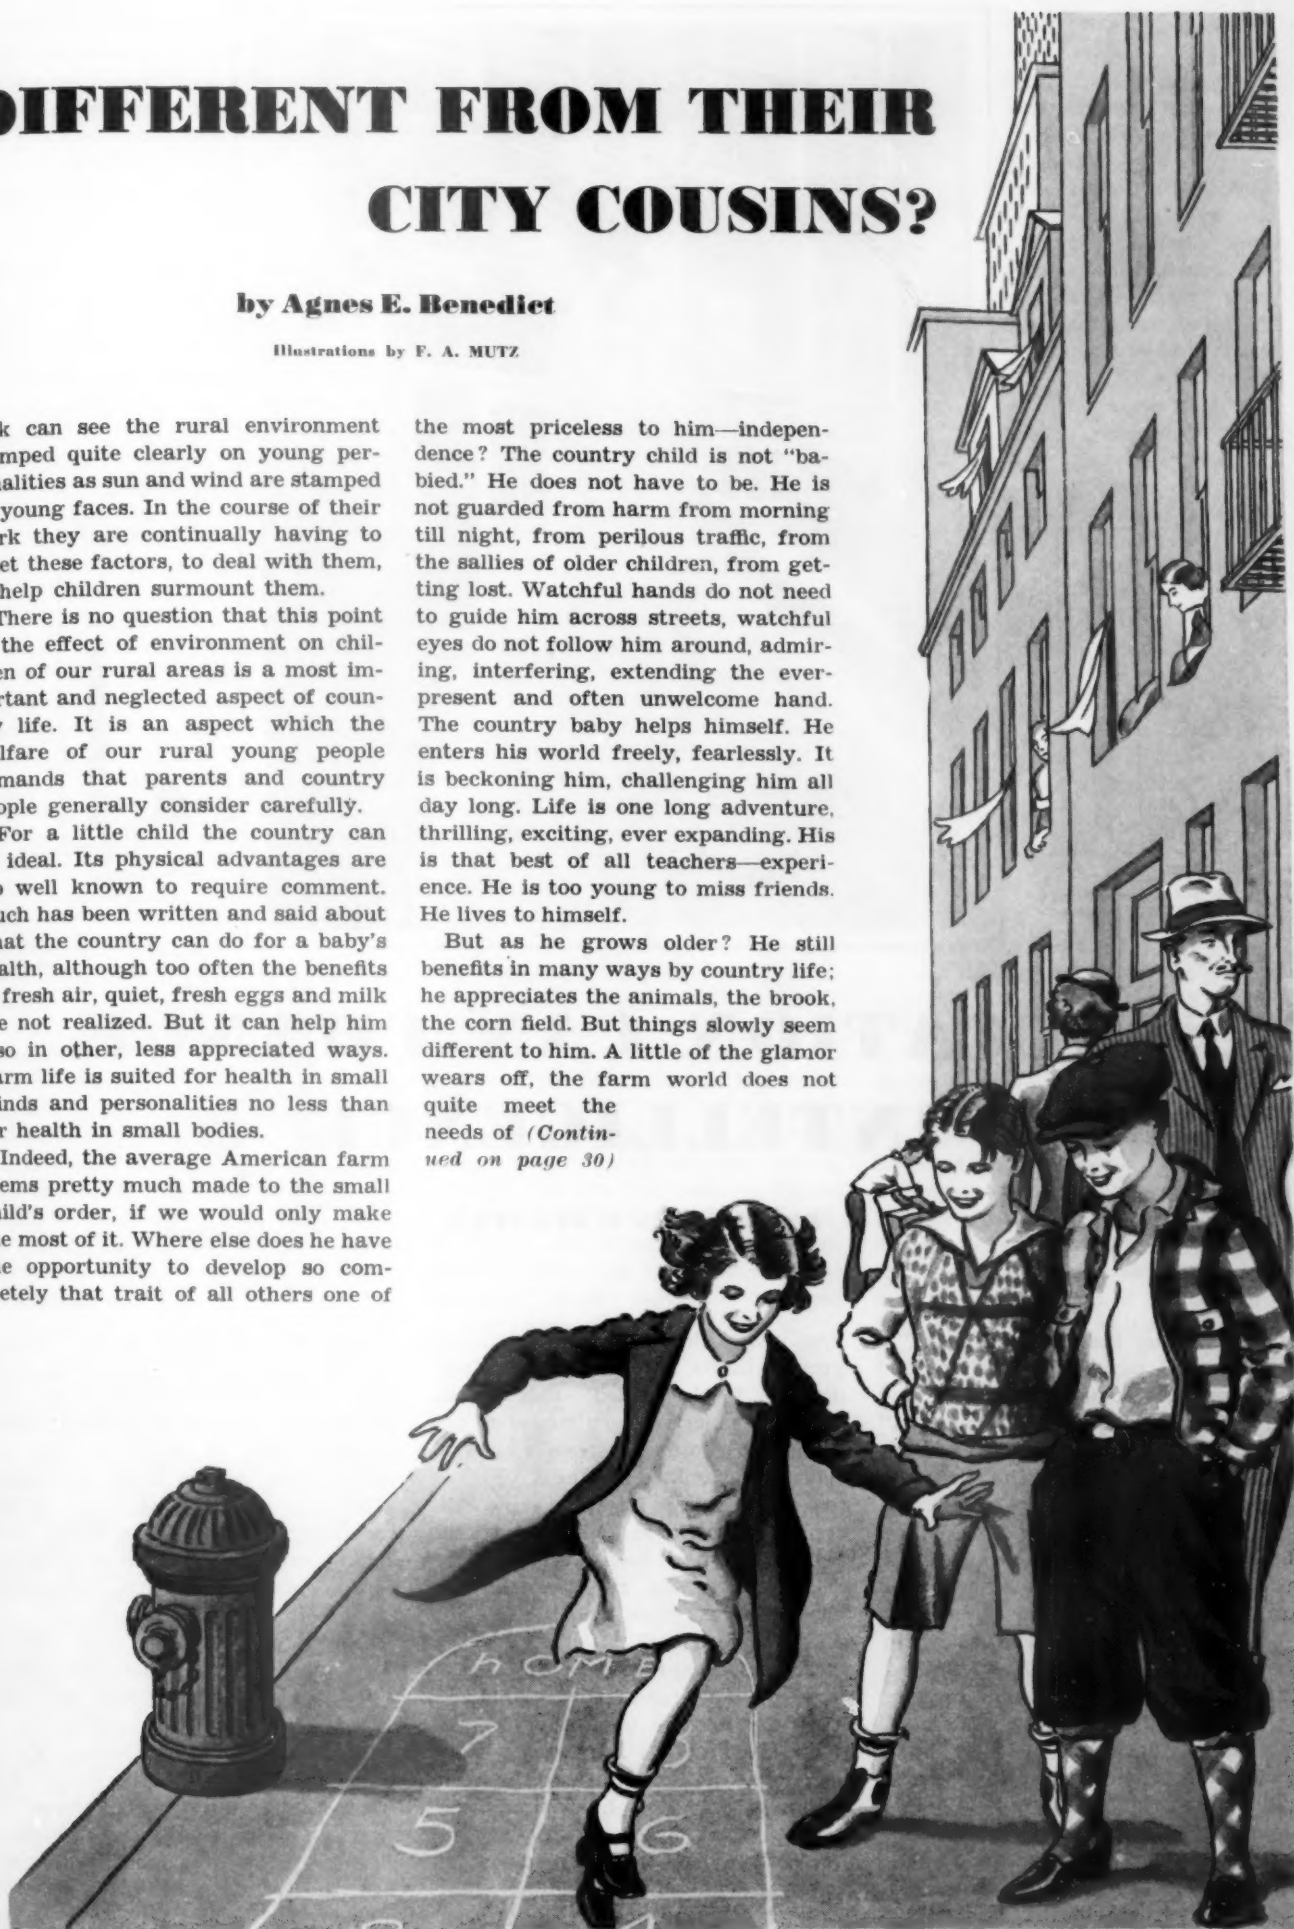 DIFFERENT FROM THEIR
CITY COUSINS?
by Agnes E. Benedict
Illustrations by F. A. MUTZ
k can see the rural environment
mped quite clearly on young per-
alities as sun and wind are stamped
young faces. In the course of their
rk they are continually having to
et these factors, to deal with them,
help children surmount them.
There is no question that this point
the effect of environment on chil-
en of our rural areas is a most im-
rtant and neglected aspect of coun-
y life. It is an aspect which the
lfare of our rural young people
mands that parents and country
ople generally consider carefully.
For a little child the country can
ideal. Its physical advantages are
o well known to require comment.
uch has been written and said about
hat the country can do for a baby's
alth, although too often the benefits
fresh air, quiet, fresh eggs and milk
e not realized. But it can help him
so in other, less appreciated ways.
arm life is suited for health in small
inds and personalities no less than
r health in small bodies.
Indeed, the average American farm
ems pretty much made to the small
ild's order, if we would only make
e most of it. Where else does he have
e opportunity to develop so com-
etely that trait of all others one of
the most priceless to him—indepen-
dence? The country child is not "ba-
bied." He does not have to be. He is
not guarded from harm from morning
till night, from perilous traffic, from
the sallies of older children, from get-
ting lost. Watchful hands do not need
to guide him across streets, watchful
eyes do not follow him around, admir-
ing, interfering, extending the ever-
present and often unwelcome hand.
The country baby helps himself. He
enters his world freely, fearlessly. It
is beckoning him, challenging him all
day long. Life is one long adventure,
thrilling, exciting, ever expanding. His
is that best of all teachers—experi-
ence. He is too young to miss friends.
He lives to himself.
But as he grows older? He still
benefits in many ways by country life;
he appreciates the animals, the brook,
the corn field. But things slowly seem
different to him. A little of the glamor
wears off, the farm world does not
quite meet the
needs of (Contin-
ued on page 30)
HOME
7
5 6